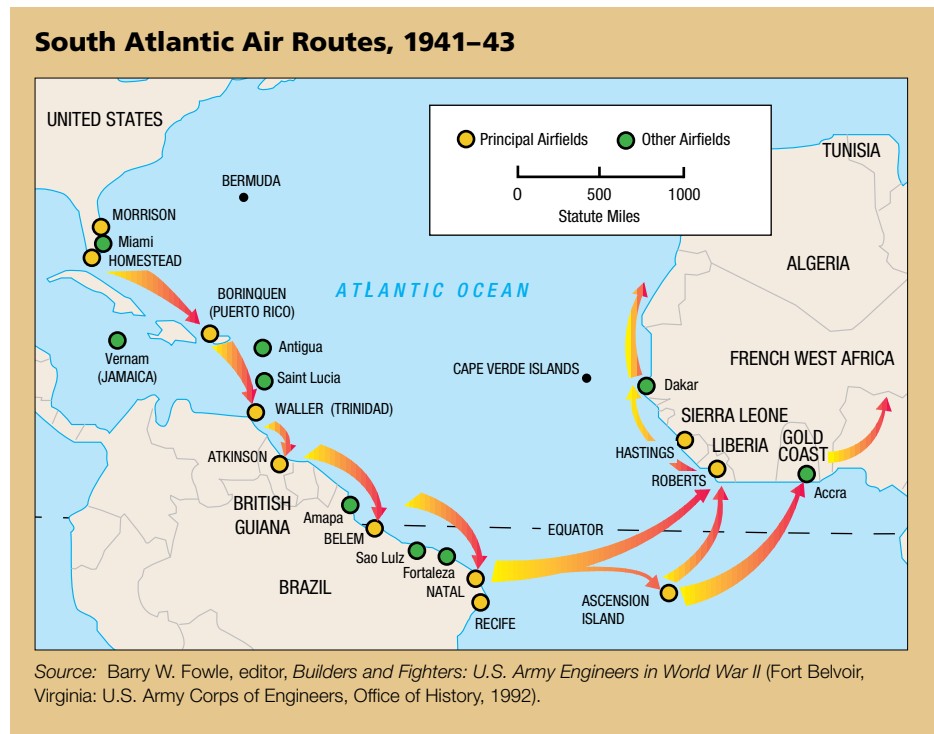 South Atlantic Air Routes, 1941–43
UNITED STATES
Principal Airfields
Other Airfields
0
500
1000
Statute Miles
TUNISIA
BERMUDA
MORRISON
Miami
HOMESTEAD
ALGERIA
BORINQUEN
(PUERTO RICO)
ATLANTIC OCEAN
Antigua
Vernam
(JAMAICA)
FRENCH WEST AFRICA
CAPE VERDE ISLANDS
Saint Lucia
Dakar
WALLER (TRINIDAD)
SIERRA LEONE
GOLD
COAST
LIBERIA
HASTINGS
ATKINSON
ROBERTS
Accra
BRITISH
GUIANA
Amapa
BELEM
EQUATOR
Sao Lulz
Fortaleza
NATAL
BRAZIL
ASCENSION
ISLAND
RECIFE
Source: Barry W. Fowle, editor, Builders and Fighters: U.S. Army Engineers in World War II (Fort Belvoir,
Virginia: U.S. Army Corps of Engineers, Office of History, 1992).